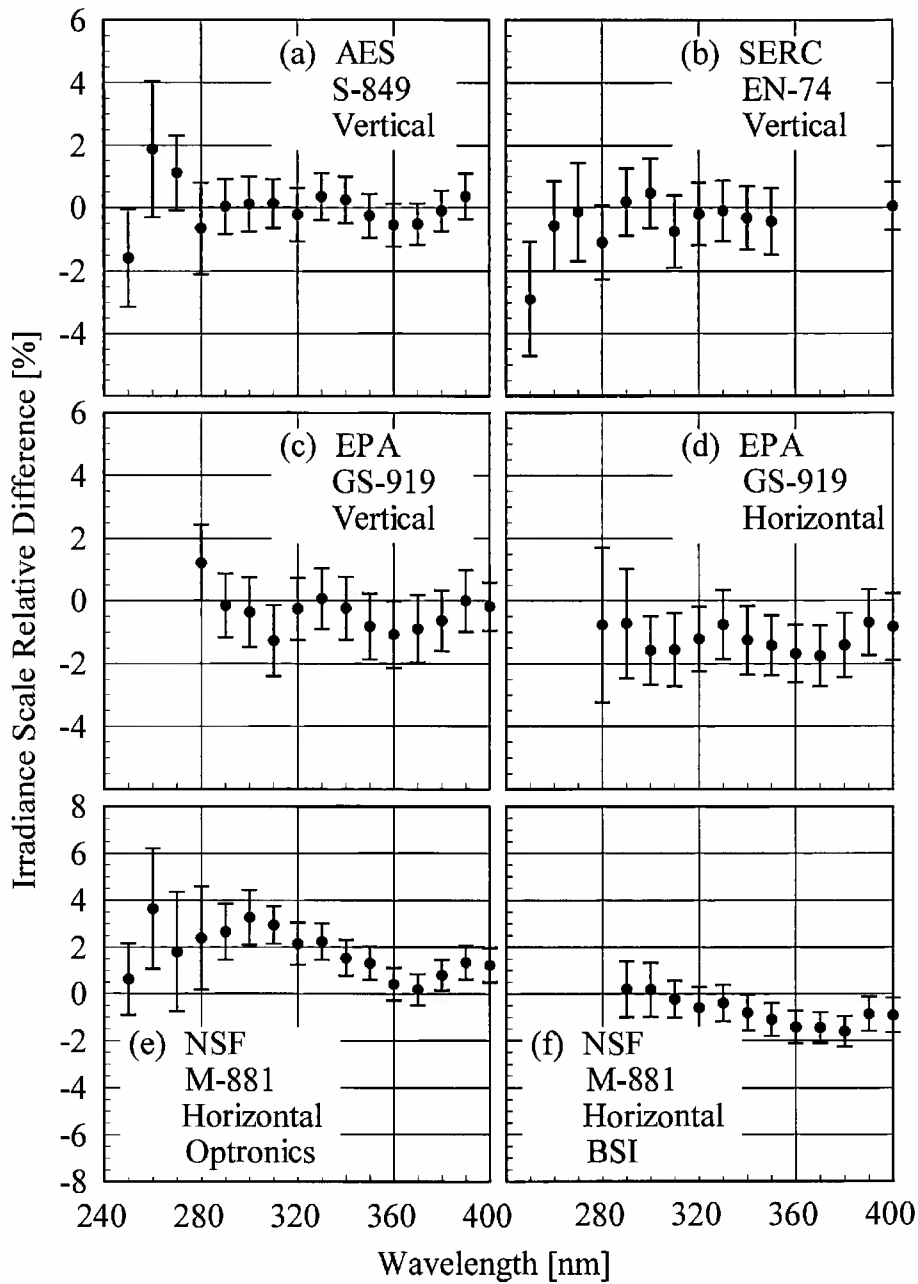 Irradiance Scale Relative Difference [%]
6
4
2
0
-2
-4
(a) AES
S-849
Vertical
(b) SERC
EN-74
Vertical
6
4
2
0
-2
-4
(c) EPA
GS-919
Vertical
(d) EPA
GS-919
Horizontal
8
6
4
2
0
-2
-4
-6
-8
(e) NSF
M-881
Horizontal
Optronics
(f) NSF
M-881
Horizontal
BSI
240 280 320 360 400 280 320 360 400
Wavelength [nm]